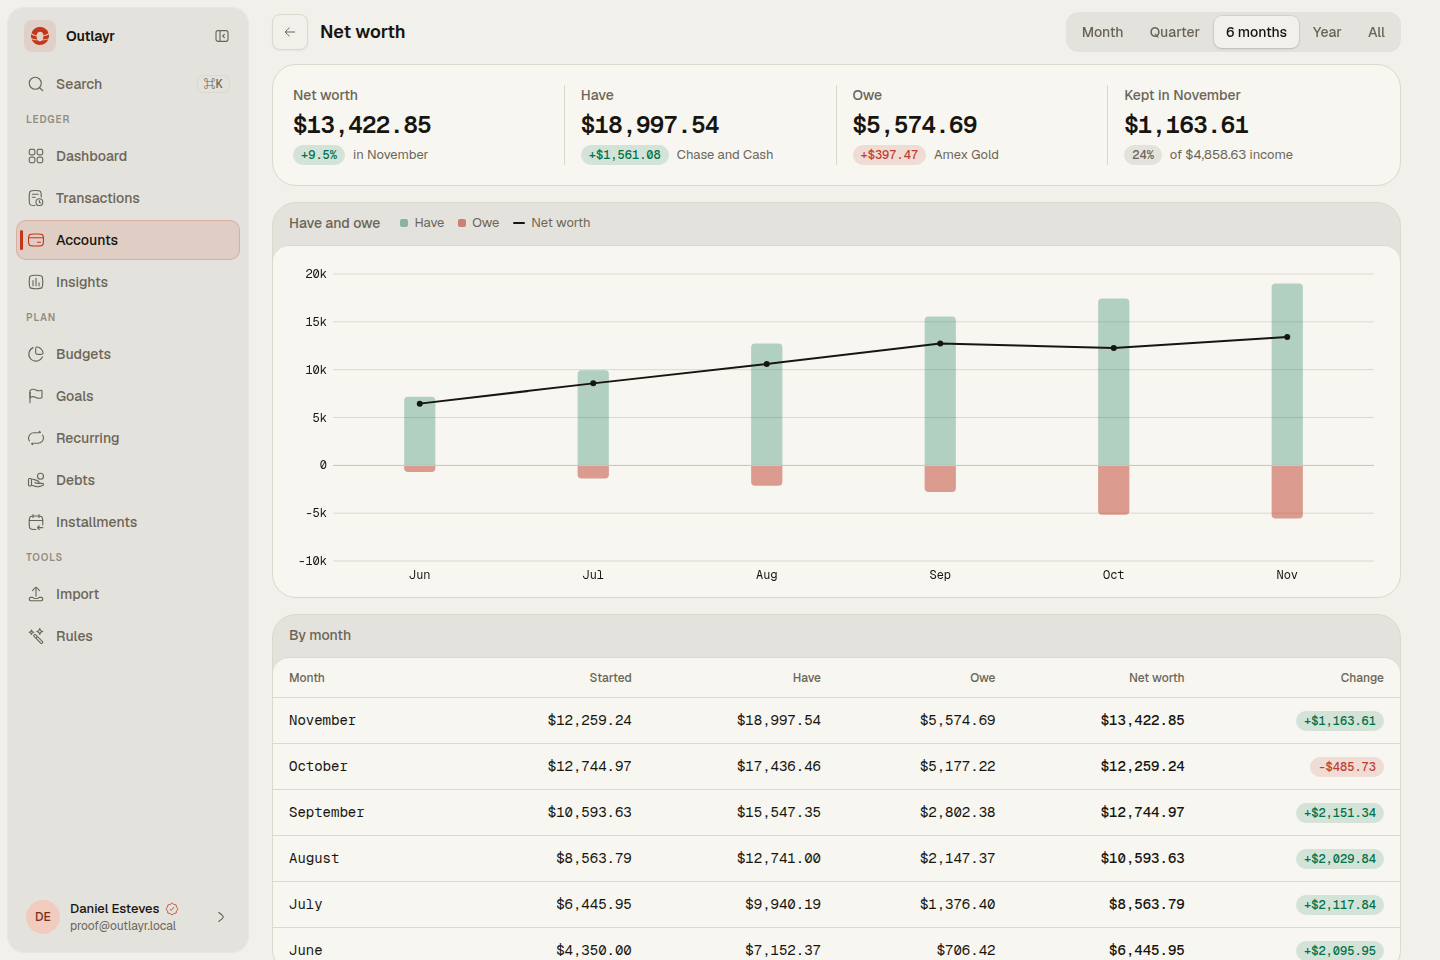 Outlayr
Search ⌘K
LEDGER
Dashboard
Transactions
Accounts
Insights
PLAN
Budgets
Goals
Recurring
Debts
Installments
TOOLS
Import
Rules
DE
Daniel Esteves
proof@outlayr.local
Net worth
Month Quarter 6 months Year All
Net worth
$13,422.85
+9.5% in November
Have
$18,997.54
+$1,561.08 Chase and Cash
Owe
$5,574.69
+$397.47 Amex Gold
Kept in November
$1,163.61
24% of $4,858.63 income
Have and owe Have Owe Net worth
20k
15k
10k
5k
0
-5k
-10k
Jun Jul Aug Sep Oct Nov
By month
Month Started Have Owe Net worth Change
November $12,259.24 $18,997.54 $5,574.69 $13,422.85 +$1,163.61
October $12,744.97 $17,436.46 $5,177.22 $12,259.24 -$485.73
September $10,593.63 $15,547.35 $2,802.38 $12,744.97 +$2,151.34
August $8,563.79 $12,741.00 $2,147.37 $10,593.63 +$2,029.84
July $6,445.95 $9,940.19 $1,376.40 $8,563.79 +$2,117.84
June $4,350.00 $7,152.37 $706.42 $6,445.95 +$2,095.95